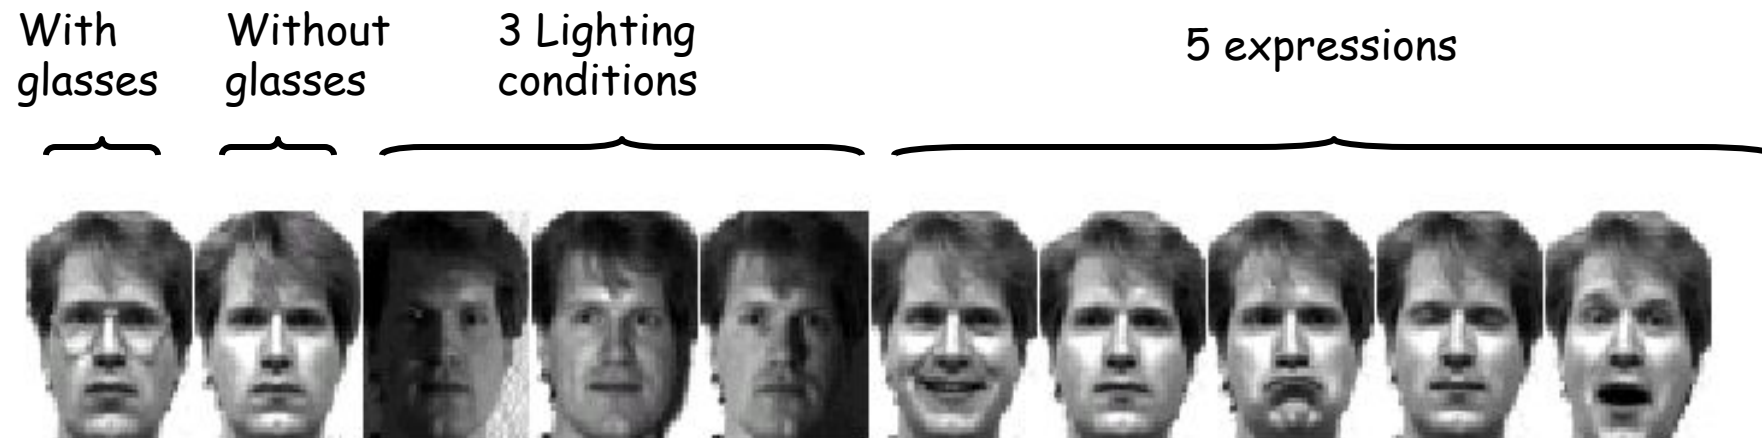 With
glasses
Without
glasses
3 Lighting
conditions
5 expressions